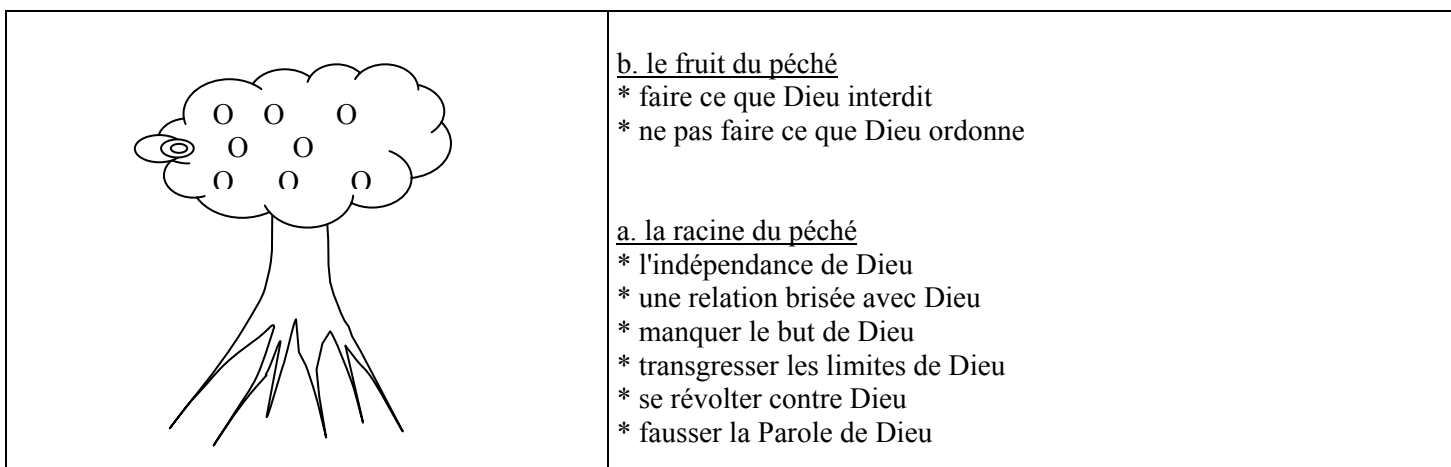 O O O
O O
O O O
b. le fruit du péché
* faire ce que Dieu interdit
* ne pas faire ce que Dieu ordonne
a. la racine du péché
* l'indépendance de Dieu
* une relation brisée avec Dieu
* manquer le but de Dieu
* transgresser les limites de Dieu
* se révolter contre Dieu
* fausser la Parole de Dieu